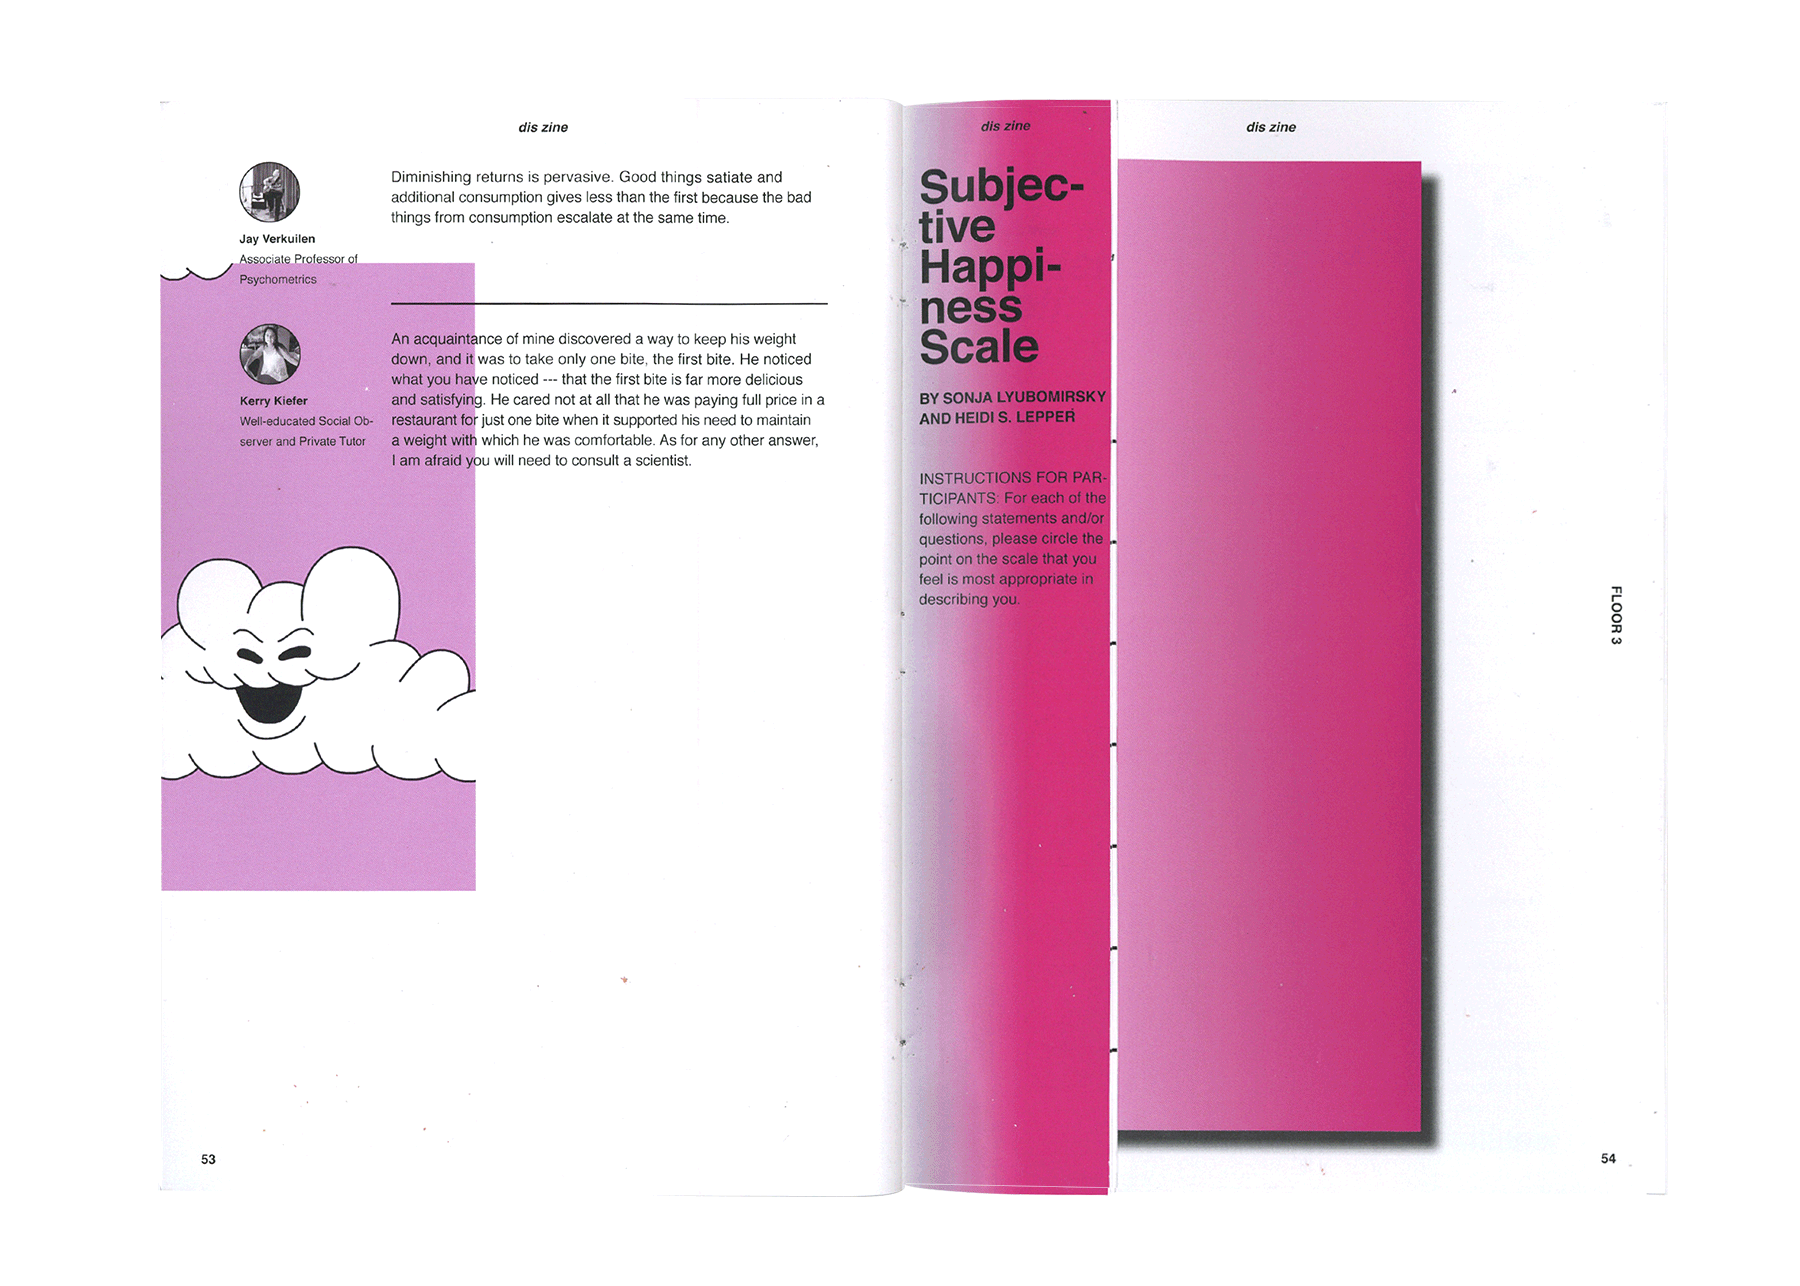 dis zine
Jay Verkuilen
Associate Professor of
Psychometrics
Diminishing returns is pervasive. Good things satiate and
additional consumption gives less than the first because the bad
things from consumption escalate at the same time.
Kerry Kiefer
Well-educated Social Ob-
server and Private Tutor
An acquaintance of mine discovered a way to keep his weight
down, and it was to take only one bite, the first bite. He noticed
what you have noticed --- that the first bite is far more delicious
and satisfying. He cared not at all that he was paying full price in a
restaurant for just one bite when it supported his need to maintain
a weight with which he was comfortable. As for any other answer,
I am afraid you will need to consult a scientist.
53
dis zine
Subjec-
tive
Happi-
ness
Scale
BY SONJA LYUBOMIRSKY
AND HEIDI S. LEPPER
INSTRUCTIONS FOR PAR-
TICIPANTS: For each of the
following statements and/or
questions, please circle the
point on the scale that you
feel is most appropriate in
describing you.
dis zine
FLOOR 3
54